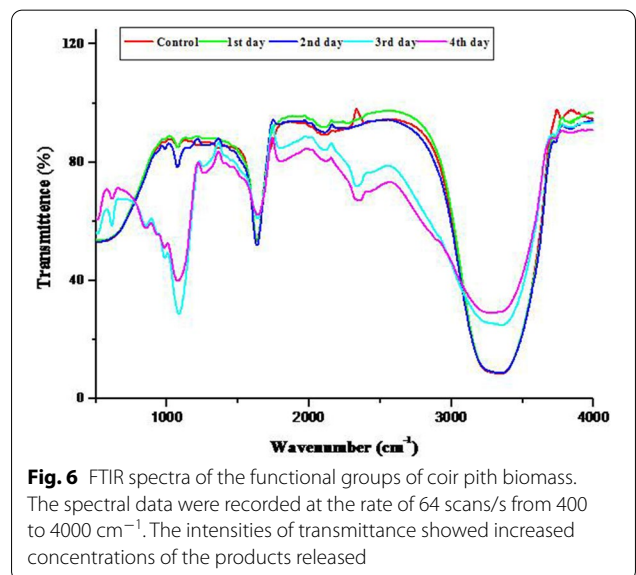 120
80
40
0
Transmittence (%)
Control 1st day 2nd day 3rd day 4th day
1000 2000 3000 4000
Wavenumber (cm⁻¹)
Fig. 6 FTIR spectra of the functional groups of coir pith biomass.
The spectral data were recorded at the rate of 64 scans/s from 400
to 4000 cm⁻¹. The intensities of transmittance showed increased
concentrations of the products released